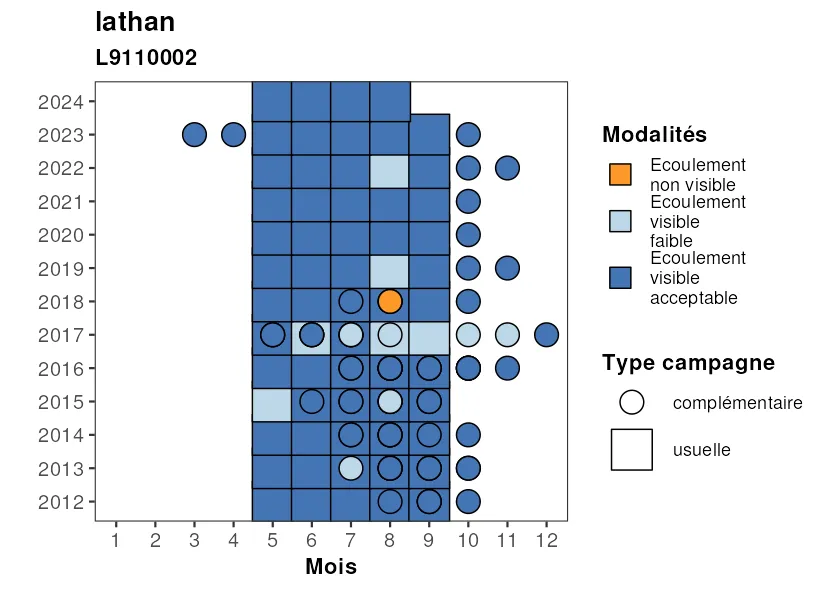 lathan
L9110002
2024
2023
2022
2021
2020
2019
2018
2017
2016
2015
2014
2013
2012
1 2 3 4 5 6 7 8 9 10 11 12
Mois
Modalités
Ecoulement
non visible
Ecoulement
visible
faible
Ecoulement
visible
acceptable
Type campagne
complémentaire
usuelle